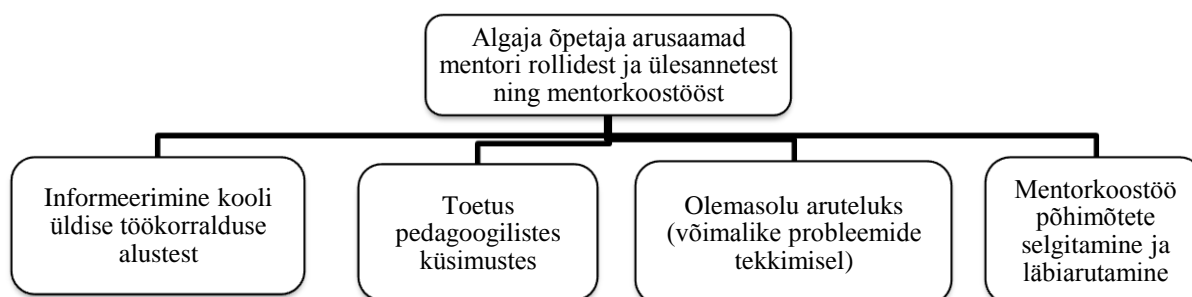 Algaja õpetaja arusaamad
mentori rollidest ja ülesannetest
ning mentorkoostööst
Informeerimine kooli
üldise töökorralduse
alustest
Toetus
pedagoogilistes
küsimustes
Olemasolu aruteluks
(võimalike probleemide
tekkimisel)
Mentorkoostöö
põhimõtete
selgitamine ja
läbiarutamine